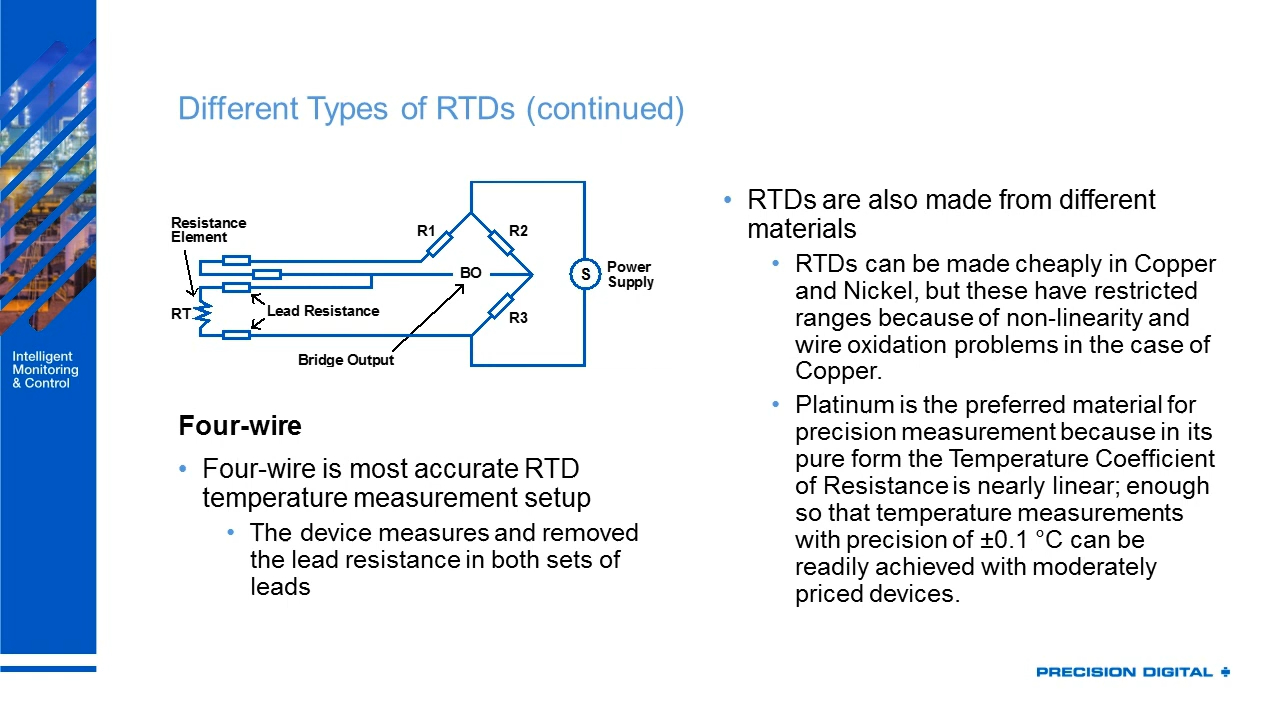 Different Types of RTDs (continued)
Resistance
Element
R1
R2
BO
S
Power
Supply
RT
Lead Resistance
R3
Bridge Output
Intelligent
Monitoring
& Control
Four-wire
• Four-wire is most accurate RTD
temperature measurement setup
• The device measures and removed
the lead resistance in both sets of
leads
• RTDs are also made from different
materials
• RTDs can be made cheaply in Copper
and Nickel, but these have restricted
ranges because of non-linearity and
wire oxidation problems in the case of
Copper.
• Platinum is the preferred material for
precision measurement because in its
pure form the Temperature Coefficient
of Resistance is nearly linear; enough
so that temperature measurements
with precision of ±0.1 °C can be
readily achieved with moderately
priced devices.
PRECISION DIGITAL